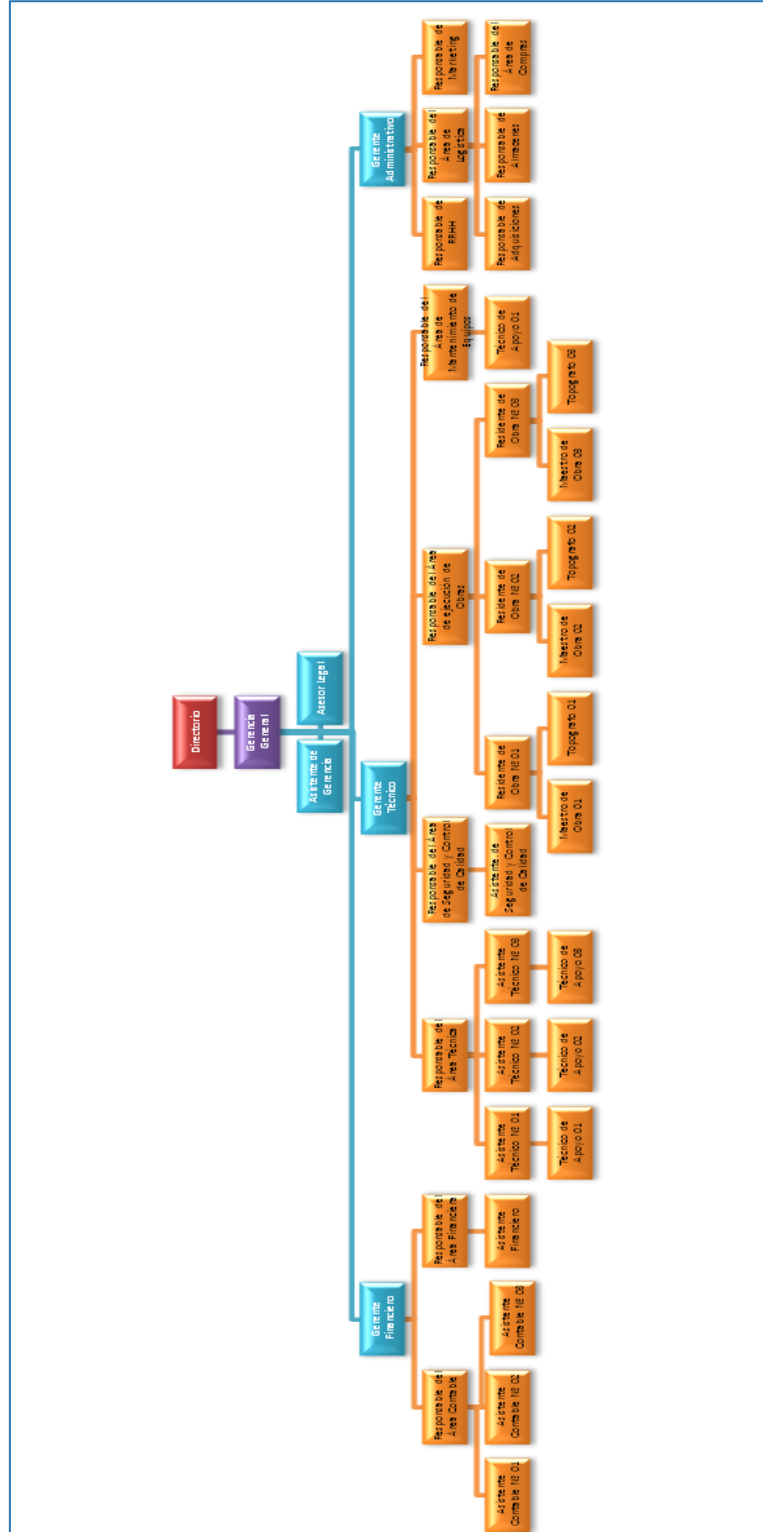 Directorio
Gerencia
General
Asistente de
Gerencia
Asesor Legal
Gerente
Financiero
Gerente
Técnico
Gerente
Administrativo
Responsable del
Área Contable
Responsable del
Área Financiera
Responsable del
Área Técnica
Responsable del Área
de Seguridad y Control
de Calidad
Responsable del Área
de ejecución de
Obras
Responsable del
Área de
Mantenimiento de
Equipos
Responsable de
RRHH
Responsable del
Área de
Logística
Responsable de
Marketing
Asistente
Contable Nº 01
Asistente
Contable Nº 02
Asistente
Contable Nº 03
Asistente
Financiero
Asistente
Técnico Nº 01
Asistente
Técnico Nº 02
Asistente
Técnico Nº 03
Asistente de
Seguridad y Control
de Calidad
Residente de
Obra Nº 01
Residente de
Obra Nº 02
Residente de
Obra Nº 03
Técnico de
Apoyo 01
Responsable de
Adquisiciones
Responsable de
Almacenes
Responsable del
Área de
Compras
Técnico de
Apoyo 01
Técnico de
Apoyo 02
Técnico de
Apoyo 03
Maestro de
Obra 01
Topografo 01
Maestro de
Obra 02
Topografo 02
Maestro de
Obra 03
Topografo 03